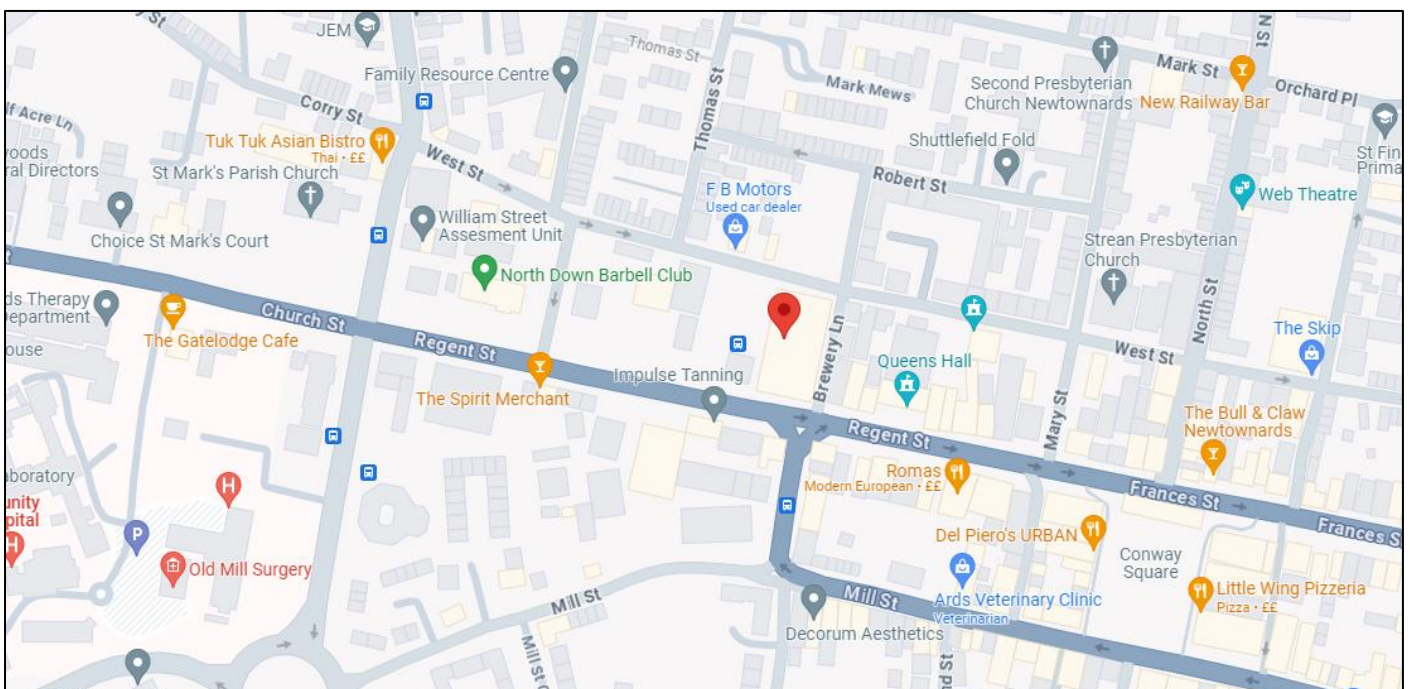 JEM
Thomas St
Family Resource Centre
Corry St
Thomas St
Mark Mews
Second Presbyterian
Church Newtownards
Mark St
N St
New Railway Bar
Orchard Pl
Tuk Tuk Asian Bistro
Thai · ££
West St
St Mark's Parish Church
Shuttlefield Fold
Robert St
St Fin
Prima
F B Motors
Used car dealer
Web Theatre
William Street
Assesment Unit
Choice St Mark's Court
Strean Presbyterian
Church
North Down Barbell Club
North St
Church St
The Gatelodge Cafe
Regent St
The Skip
West St
Brewery Ln
Queens Hall
Impulse Tanning
The Spirit Merchant
Mary St
The Bull & Claw
Newtownards
Regent St
Romas
Modern European · ££
Frances St
Frances S
Del Piero's URBAN
Conway
Square
H
P
H
Old Mill Surgery
Mill St
Mill St
Ards Veterinary Clinic
Veterinarian
Little Wing Pizzeria
Pizza · ££
Decorum Aesthetics
Mill St